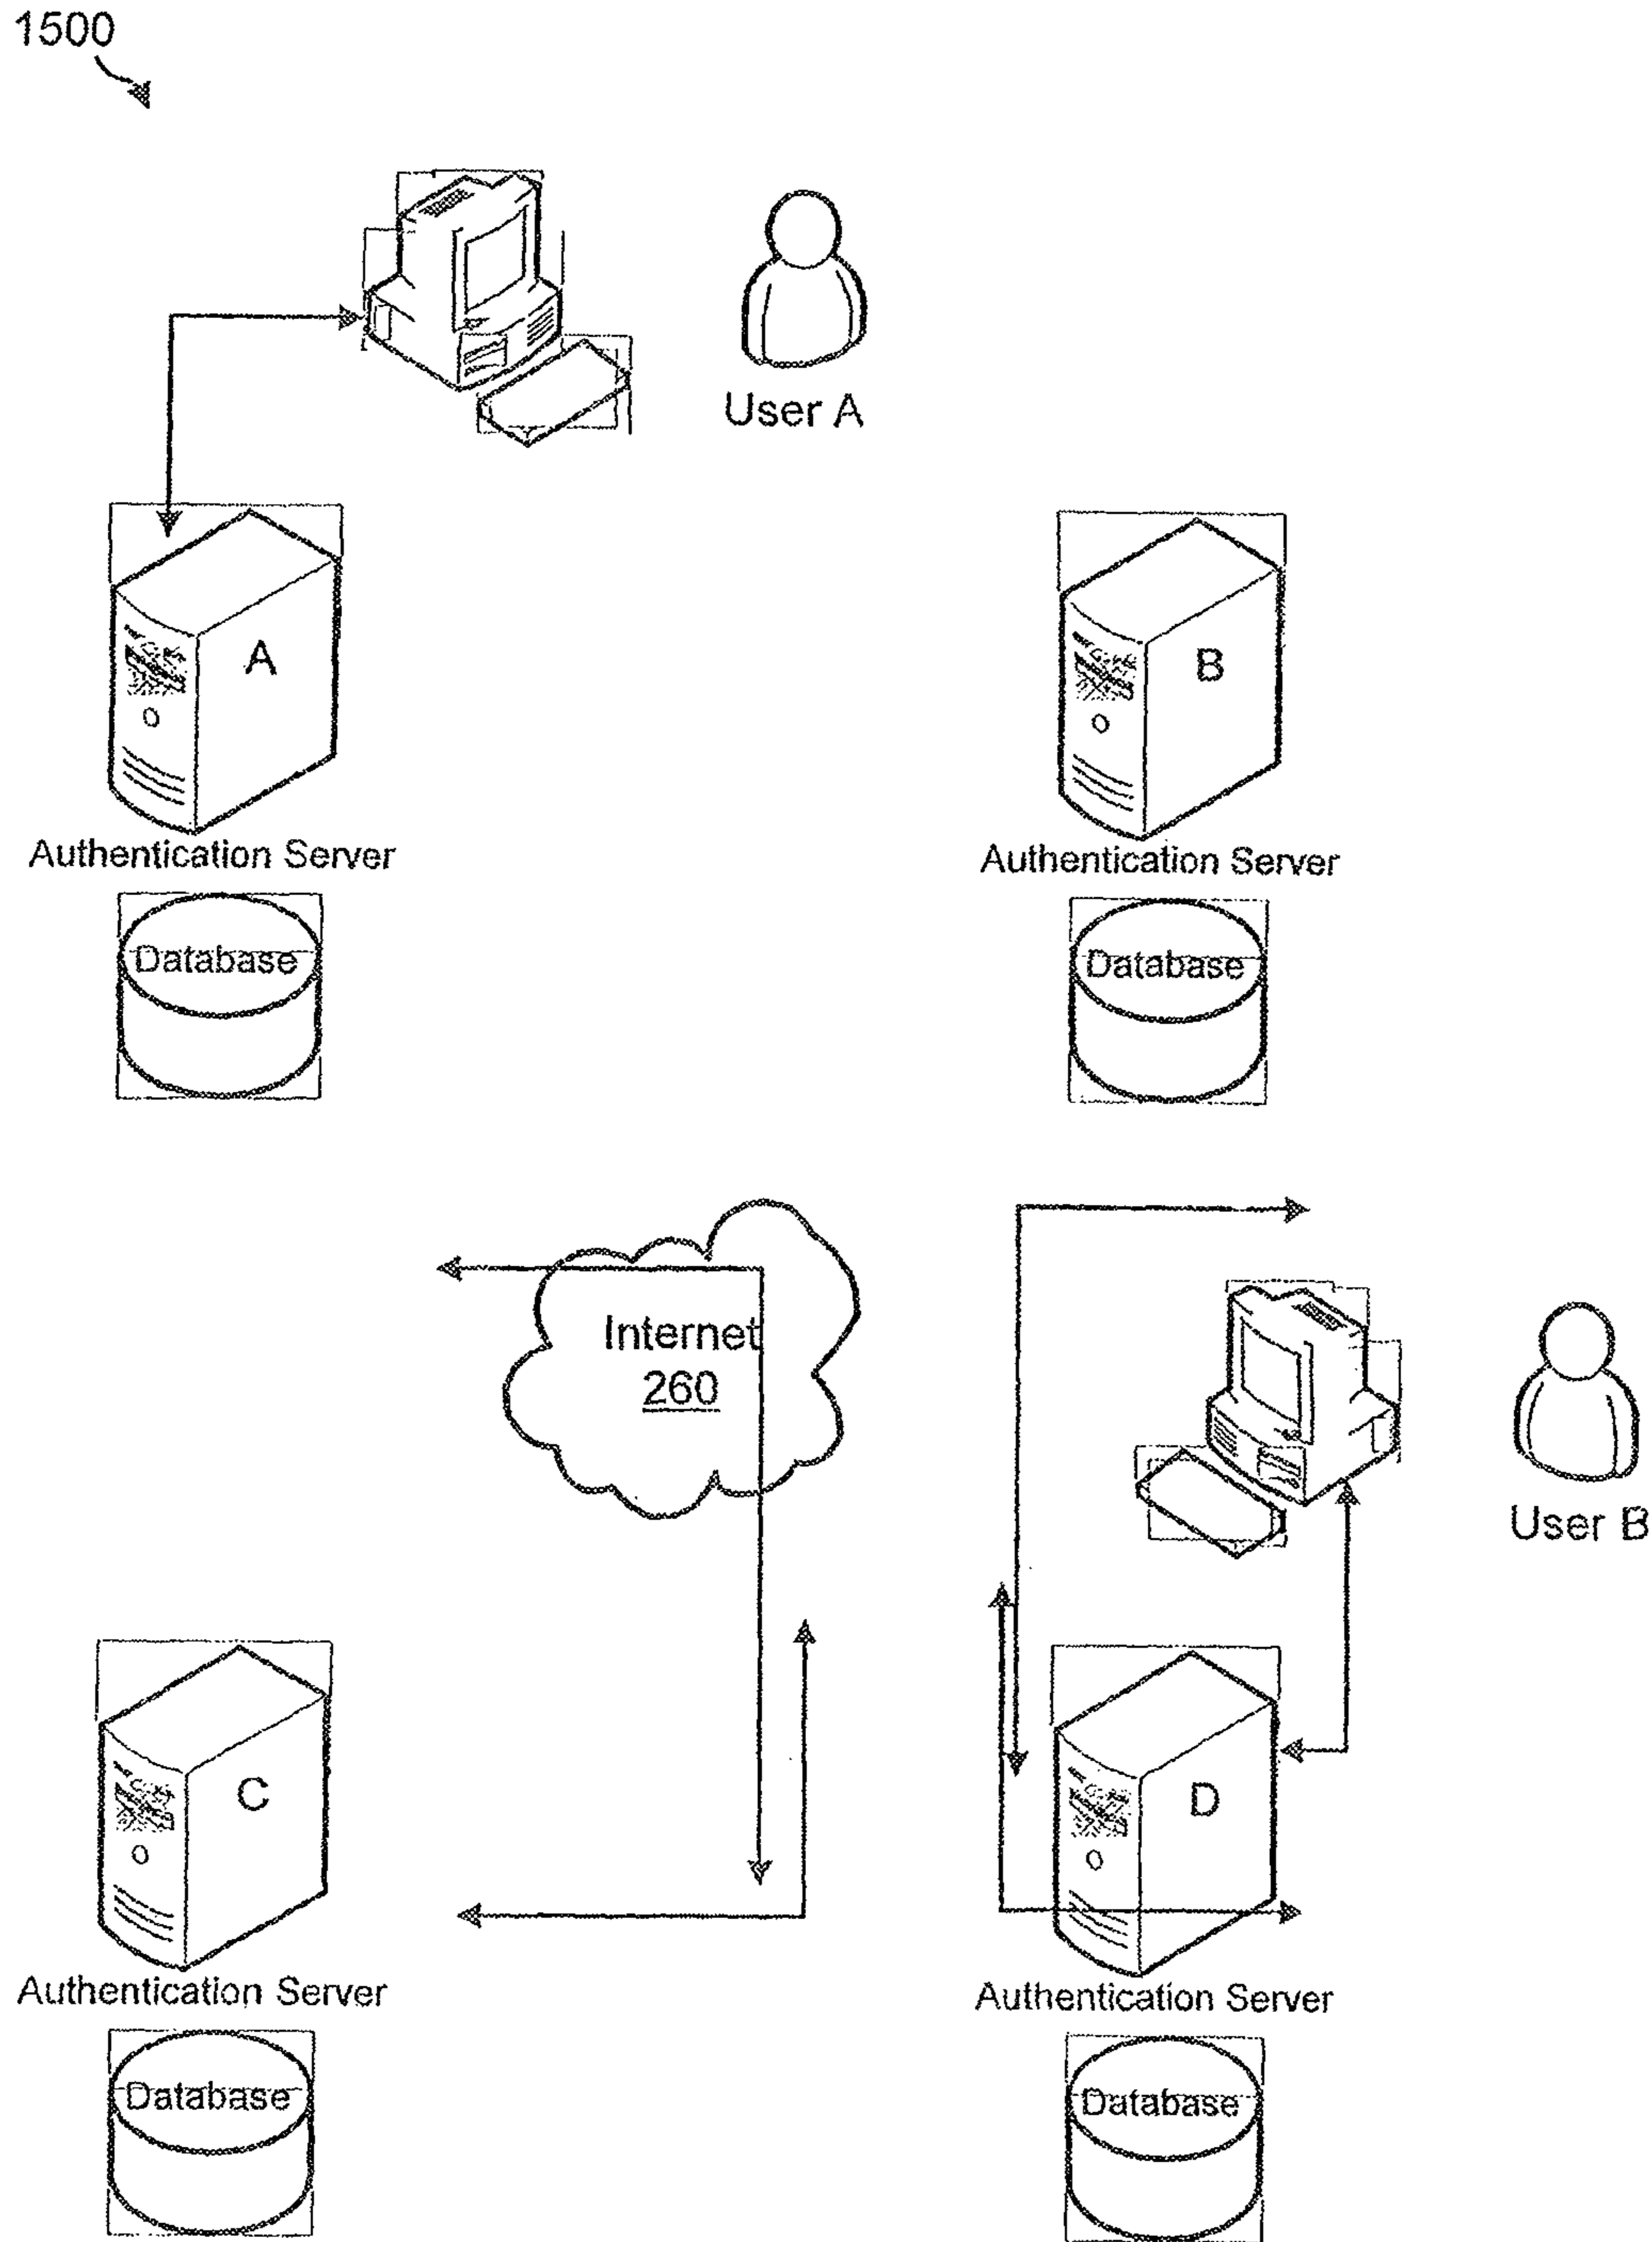 1500
User A
A
B
Authentication Server
Authentication Server
Database
Database
Internet
260
User B
C
D
Authentication Server
Authentication Server
Database
Database